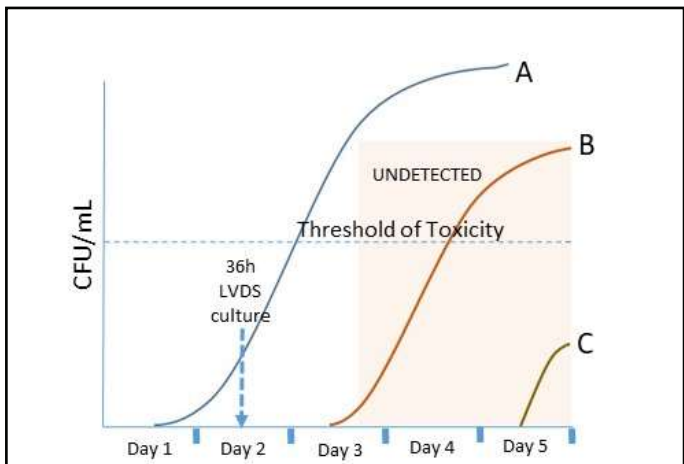 A
B
UNDETECTED
Threshold of Toxicity
CFU/mL
36h
LVDS
culture
C
Day 1 Day 2 Day 3 Day 4 Day 5